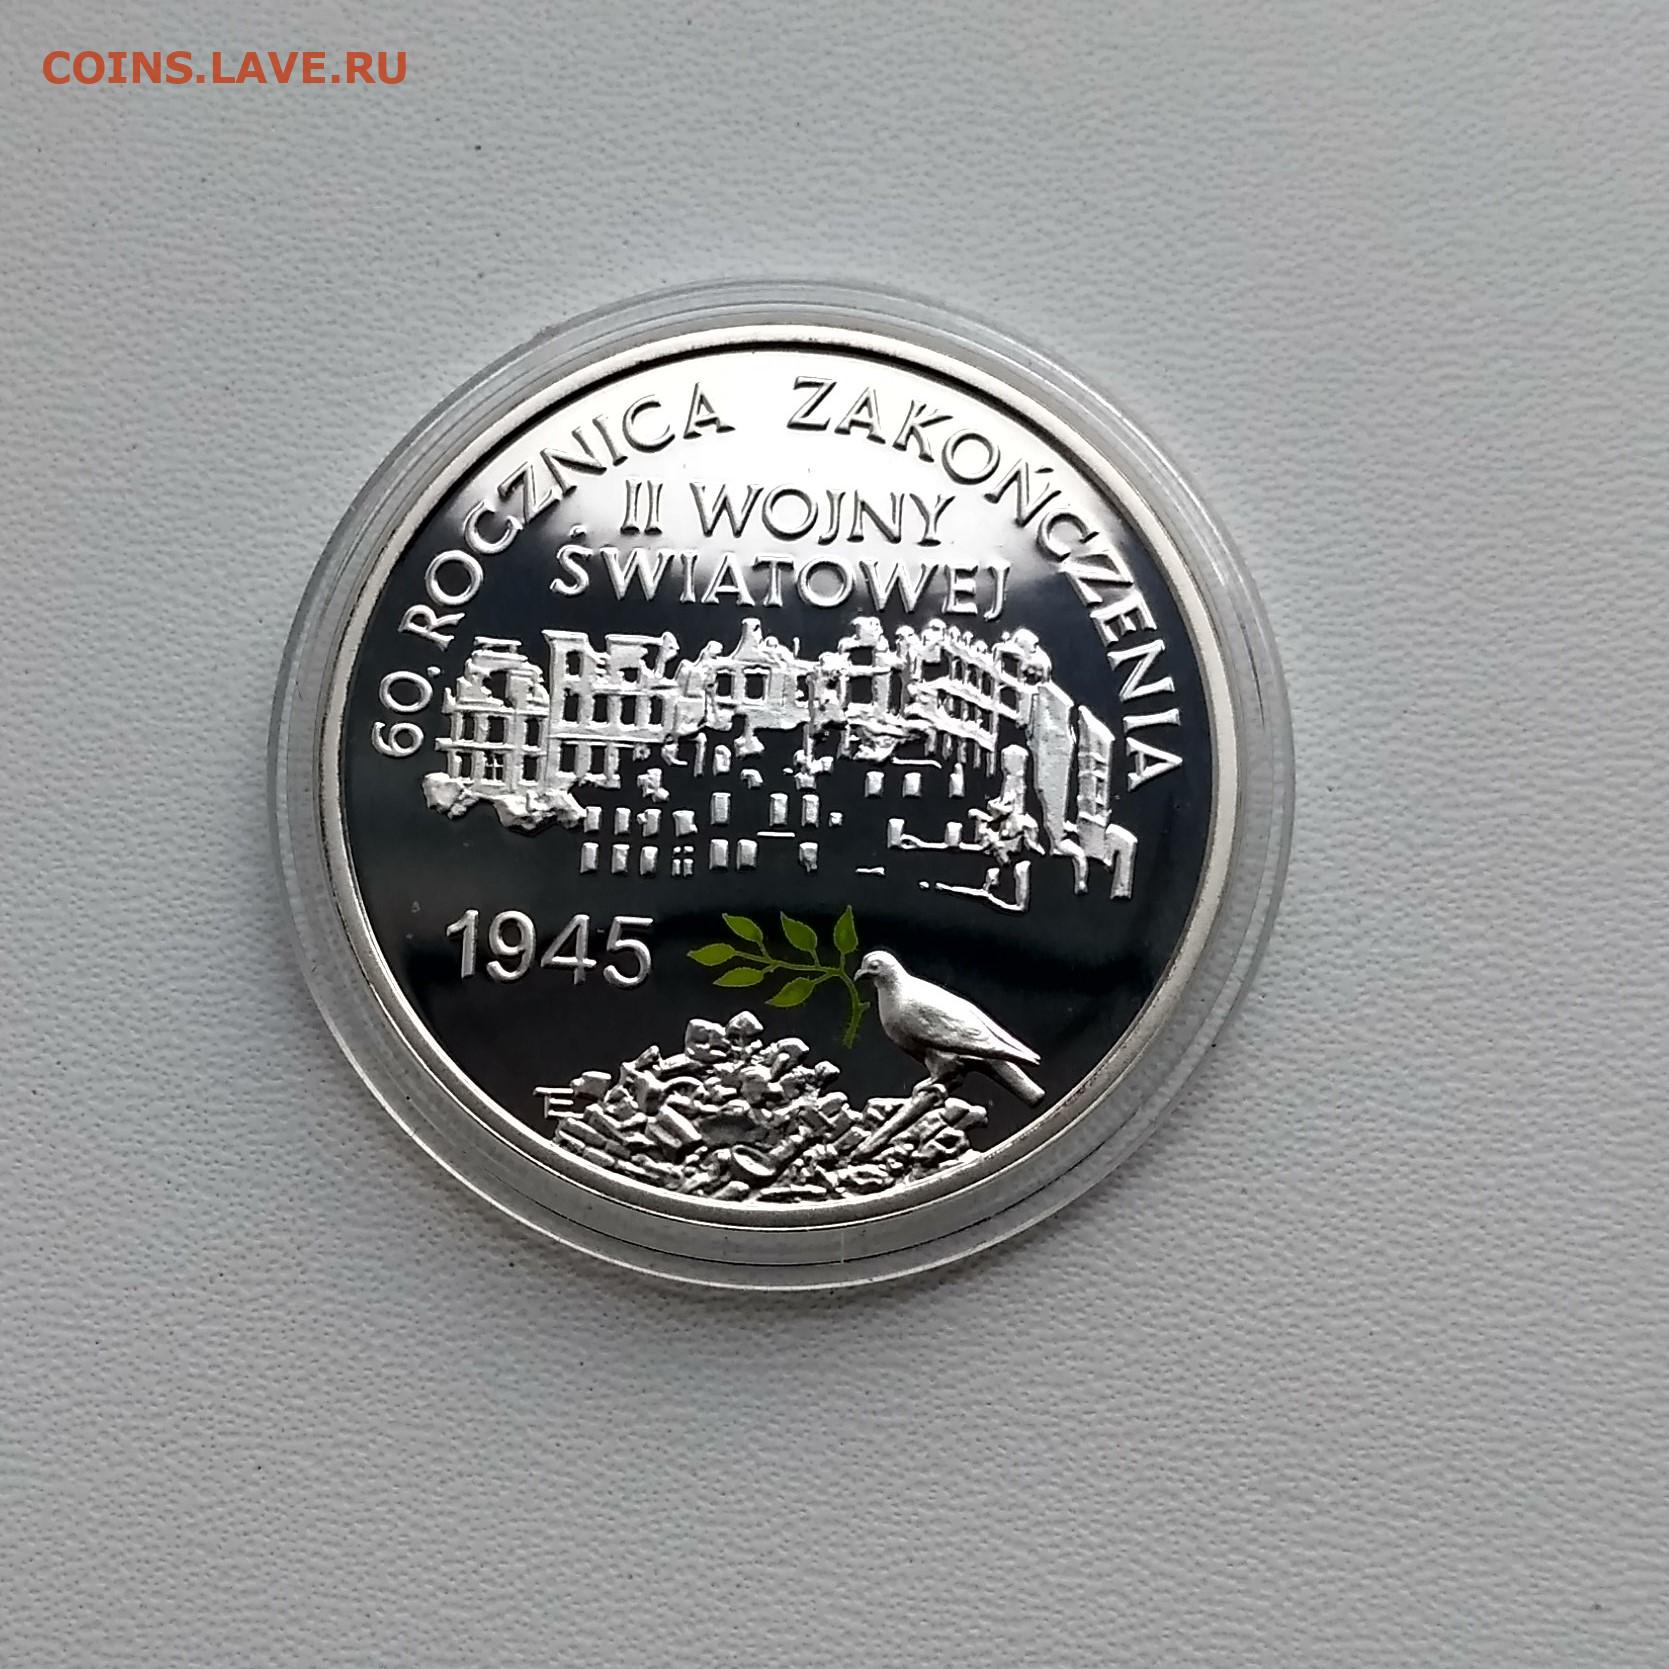 COINS.LAVE.RU
60. ROCZNICA ZAKOŃCZENIA
II WOJNY
ŚWIATOWEJ
1945